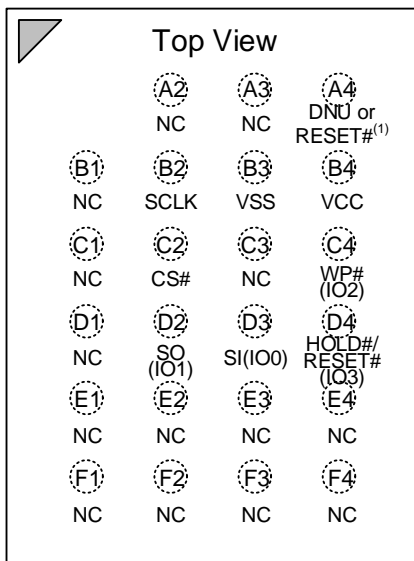 Top View
A2 A3 A4
NC NC DNU or
RESET#(1)
B1 B2 B3 B4
NC SCLK VSS VCC
C1 C2 C3 C4
NC CS# NC WP#
(IO2)
D1 D2 D3 D4
NC SO
(IO1) SI(IO0) HOLD#/
RESET#
(IO3)
E1 E2 E3 E4
NC NC NC NC
F1 F2 F3 F4
NC NC NC NC